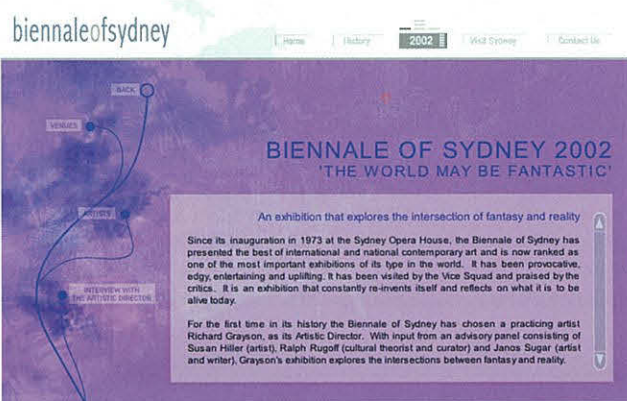 biennaleofsydney
Home
History
2002
Visit Sydney
Contact Us
BACK
VENUES
ARTISTS
INTERVIEW WITH
THE ARTISTIC DIRECTOR
BIENNALE OF SYDNEY 2002
'THE WORLD MAY BE FANTASTIC'
An exhibition that explores the intersection of fantasy and reality
Since its inauguration in 1973 at the Sydney Opera House, the Biennale of Sydney has
presented the best of international and national contemporary art and is now ranked as
one of the most important exhibitions of its type in the world. It has been provocative,
edgy, entertaining and uplifting. It has been visited by the Vice Squad and praised by the
critics. It is an exhibition that constantly re-invents itself and reflects on what it is to be
alive today.
For the first time in its history the Biennale of Sydney has chosen a practicing artist
Richard Grayson, as its Artistic Director. With input from an advisory panel consisting of
Susan Hiller (artist), Ralph Rugoff (cultural theorist and curator) and Janos Sugar (artist
and writer), Grayson's exhibition explores the intersections between fantasy and reality.